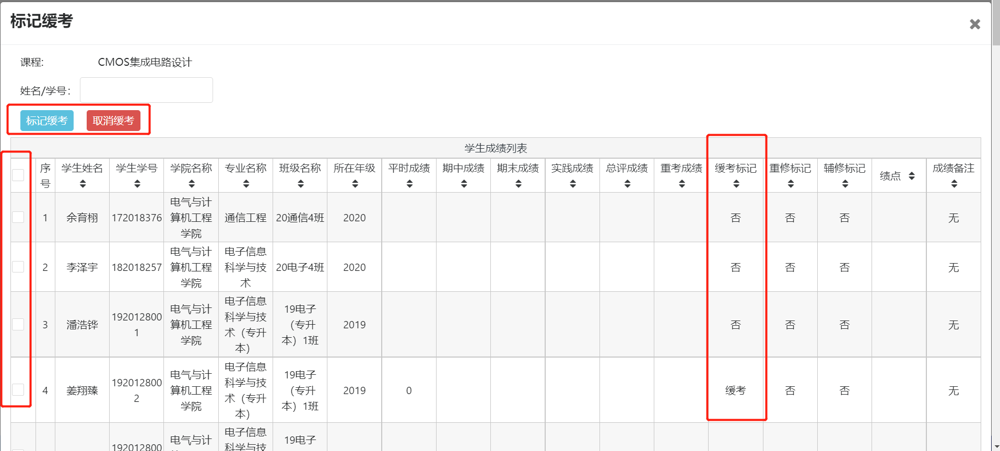 标记缓考
课程: CMOS集成电路设计
姓名/学号:
标记缓考 取消缓考
学生成绩列表
序号 学生姓名 学生学号 学院名称 专业名称 班级名称 所在年级 平时成绩 期中成绩 期末成绩 实践成绩 总评成绩 重考成绩 缓考标记 重修标记 辅修标记 绩点 成绩备注
1 余育栩 172018376 电气与计算机工程学院 通信工程 20通信4班 2020 否 否 否 无
2 李泽宇 182018257 电气与计算机工程学院 电子信息科学与技术 20电子4班 2020 否 否 否 无
3 潘浩铧 1920128001 电气与计算机工程学院 电子信息科学与技术（专升本） 19电子（专升本）1班 2019 否 否 否 无
4 姜翔臻 1920128002 电气与计算机工程学院 电子信息科学与技术（专升本） 19电子（专升本）1班 2019 0 缓考 否 否 无
192012800 电气与计 电子信息科学与技 19电子